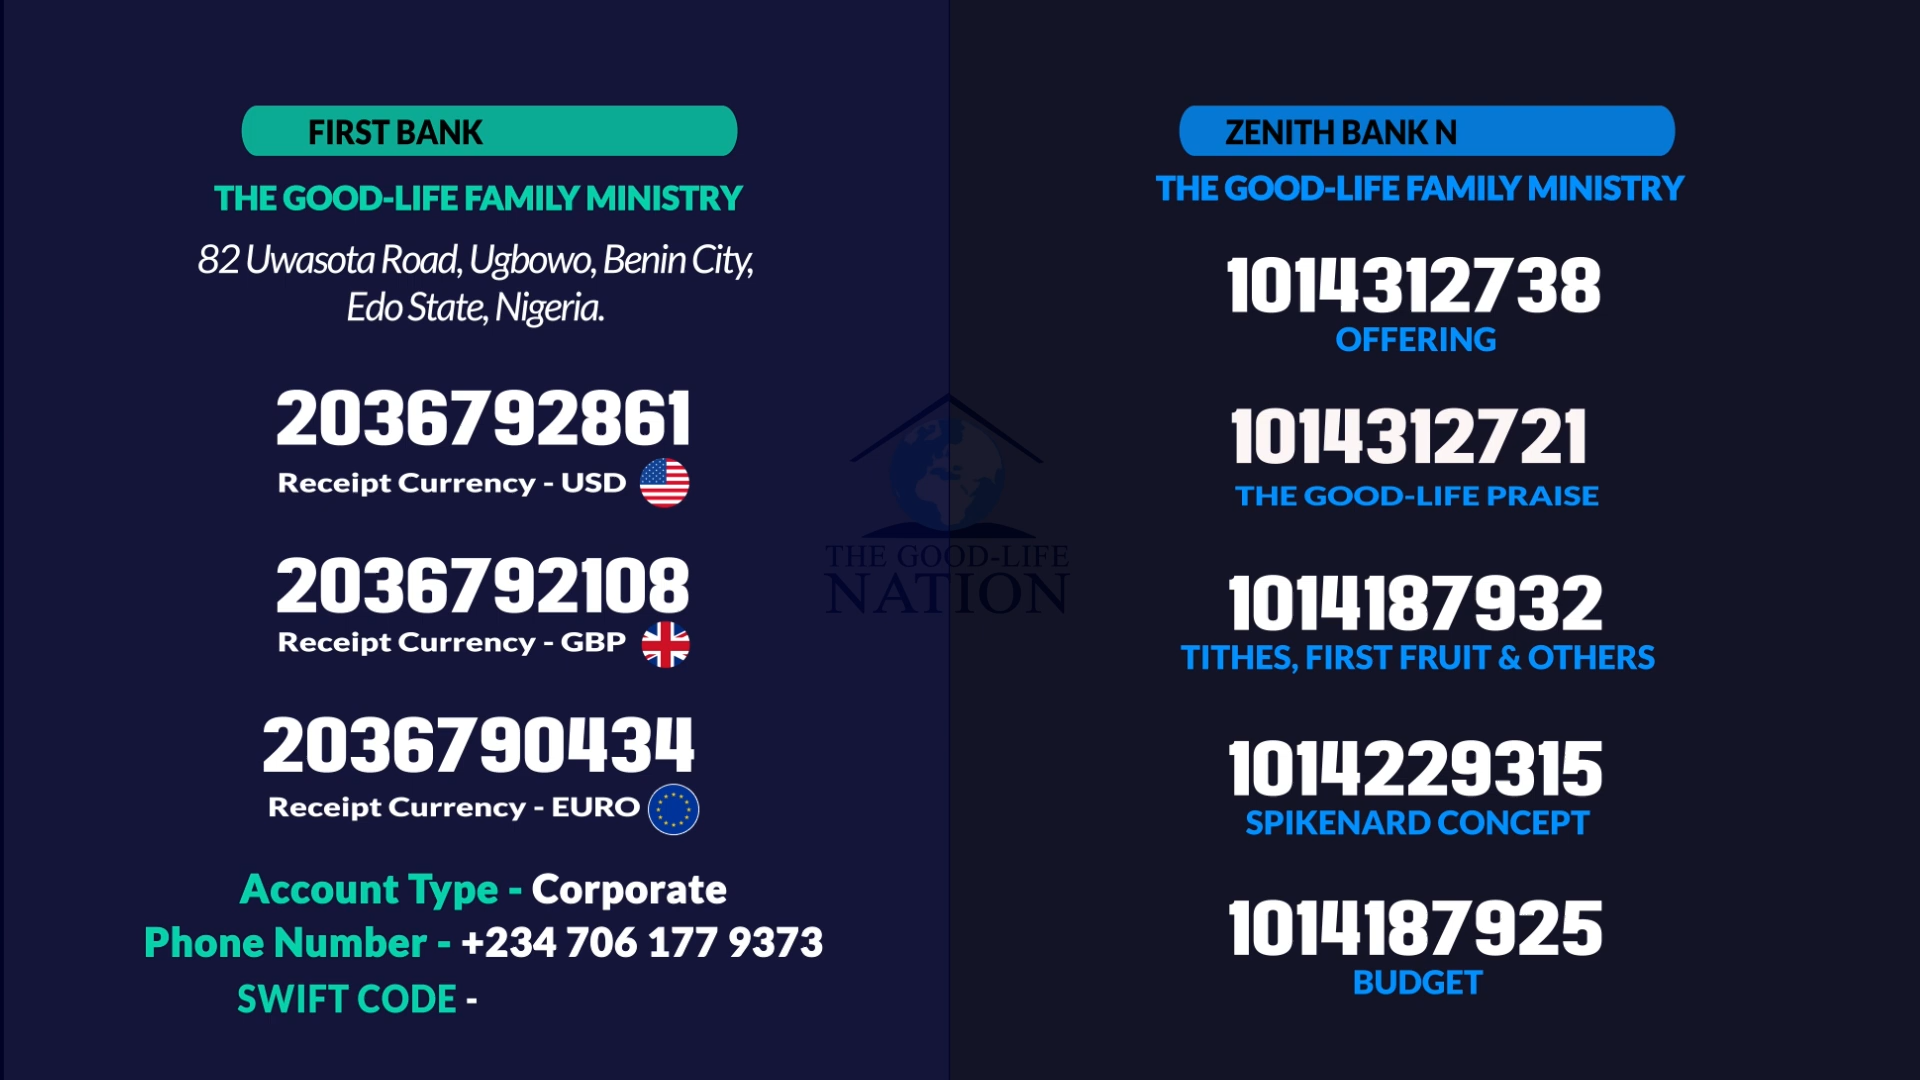 FIRST BANK
THE GOOD-LIFE FAMILY MINISTRY
82 Uwasota Road, Ugbowo, Benin City,
Edo State, Nigeria.
2036792861
Receipt Currency - USD
2036792108
Receipt Currency - GBP
2036790434
Receipt Currency - EURO
Account Type - Corporate
Phone Number - +234 706 177 9373
SWIFT CODE -
THE GOOD-LIFE
NATION
ZENITH BANK N
THE GOOD-LIFE FAMILY MINISTRY
1014312738
OFFERING
1014312721
THE GOOD-LIFE PRAISE
1014187932
TITHES, FIRST FRUIT & OTHERS
1014229315
SPIKENARD CONCEPT
1014187925
BUDGET